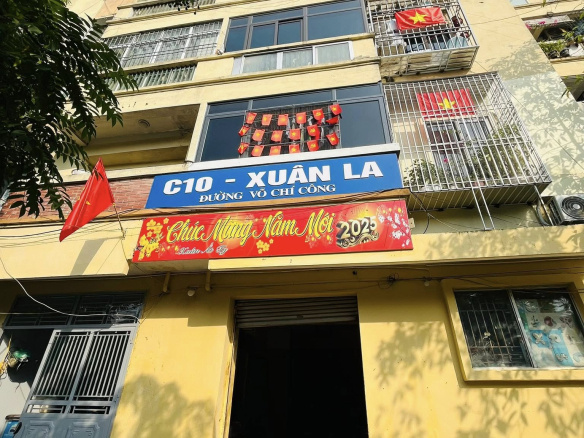 C10 - XUÂN LA
ĐƯỜNG VÕ CHÍ CÔNG
Chúc Mừng Năm Mới 2025